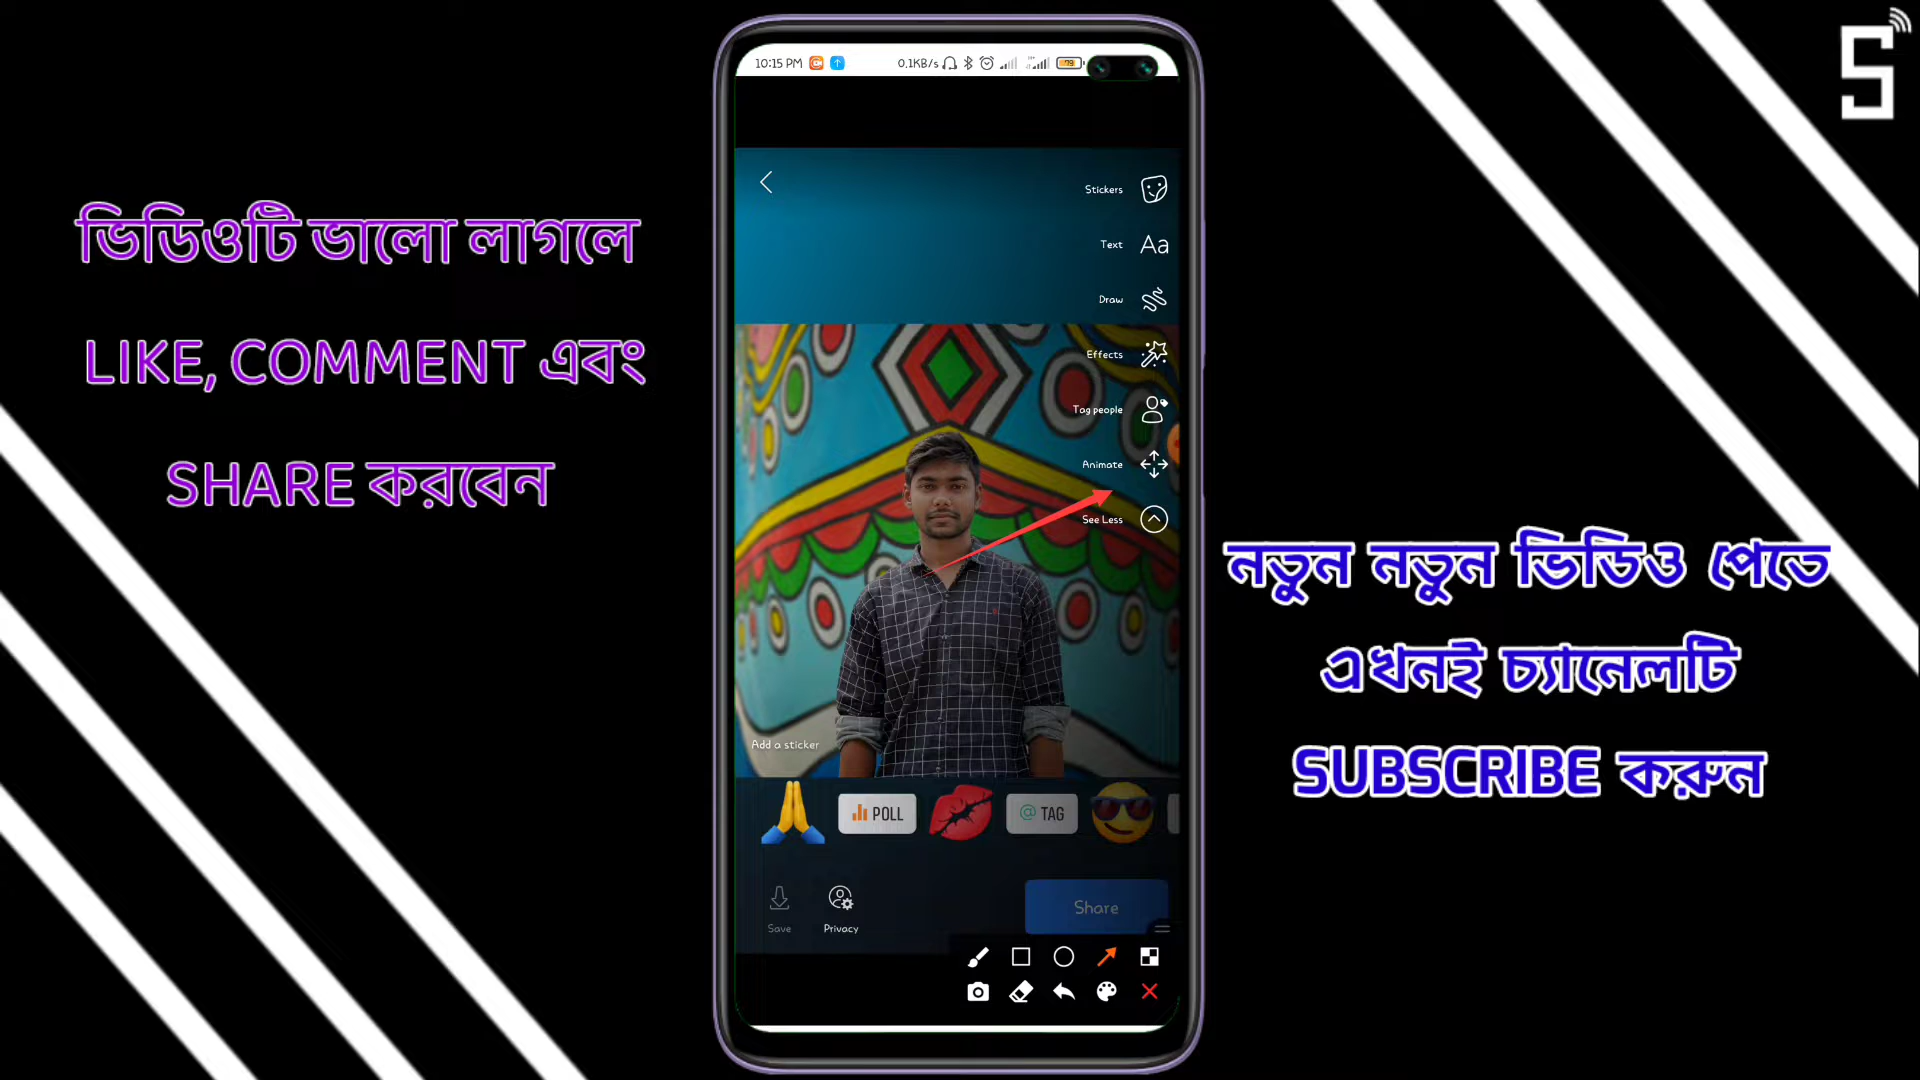 ভিডিওটি ভালো লাগলে
LIKE, COMMENT এবং
SHARE করবেন
10:15 PM
0.1KB/s
79
Stickers
Text
Aa
Draw
Effects
Tag people
Animate
See Less
Add a sticker
POLL
@ TAG
Save
Privacy
Share
S
নতুন নতুন ভিডিও পেতে
এখনই চ্যানেলটি
SUBSCRIBE করুন